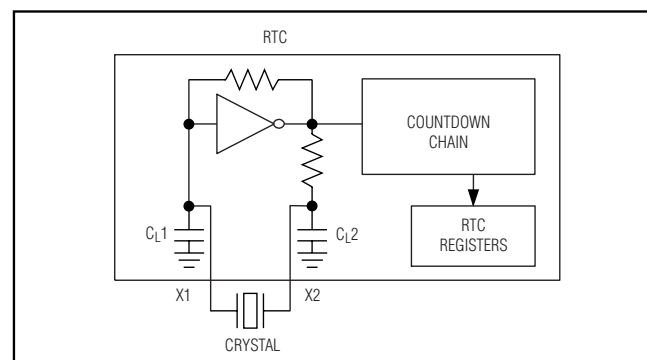 RTC
COUNTDOWN
CHAIN
CL1
CL2
RTC
REGISTERS
X1
X2
CRYSTAL